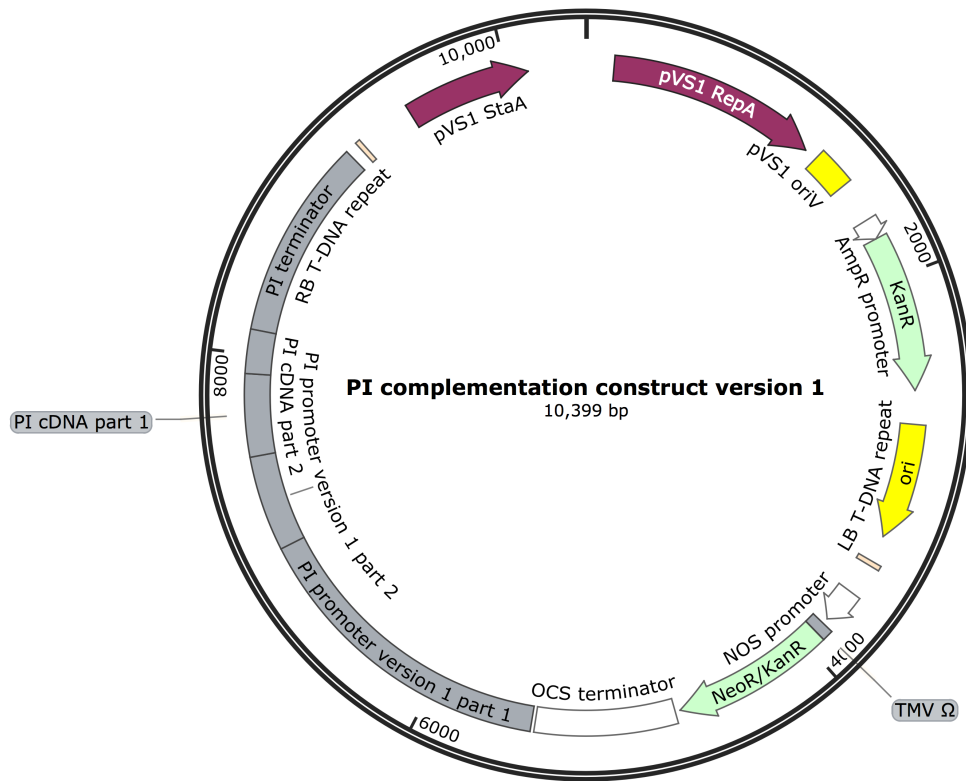 10,000
pVS1 StaA
pVS1 RepA
pVS1 oriV
2000
AmpR promoter
KanR
PI terminator
RB T-DNA repeat
8000
PI complementation construct version 1
10,399 bp
PI cDNA part 1
PI cDNA part 2
PI promoter version 1 part 2
LB T-DNA repeat
ori
NOS promoter
4000
NeoR/KanR
TMV Ω
OCS terminator
PI promoter version 1 part 1
6000